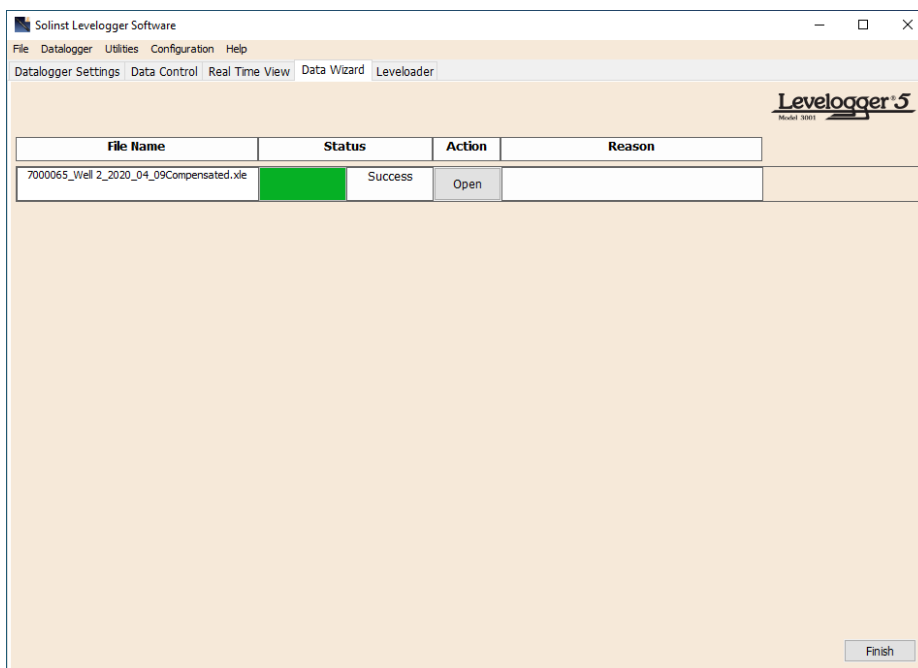 Solinst Levelogger Software
File Datalogger Utilities Configuration Help
Datalogger Settings Data Control Real Time View Data Wizard Leveloader
Levelogger® 5
Model 3001
File Name Status Action Reason
7000065_Well 2_2020_04_09Compensated.xle Success Open
Finish